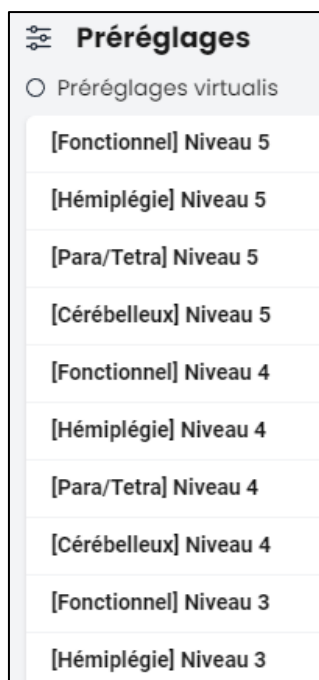 Préréglages
Préréglages virtualis
[Fonctionnel] Niveau 5
[Hémiplégie] Niveau 5
[Para/Tetra] Niveau 5
[Cérébelleux] Niveau 5
[Fonctionnel] Niveau 4
[Hémiplégie] Niveau 4
[Para/Tetra] Niveau 4
[Cérébelleux] Niveau 4
[Fonctionnel] Niveau 3
[Hémiplégie] Niveau 3